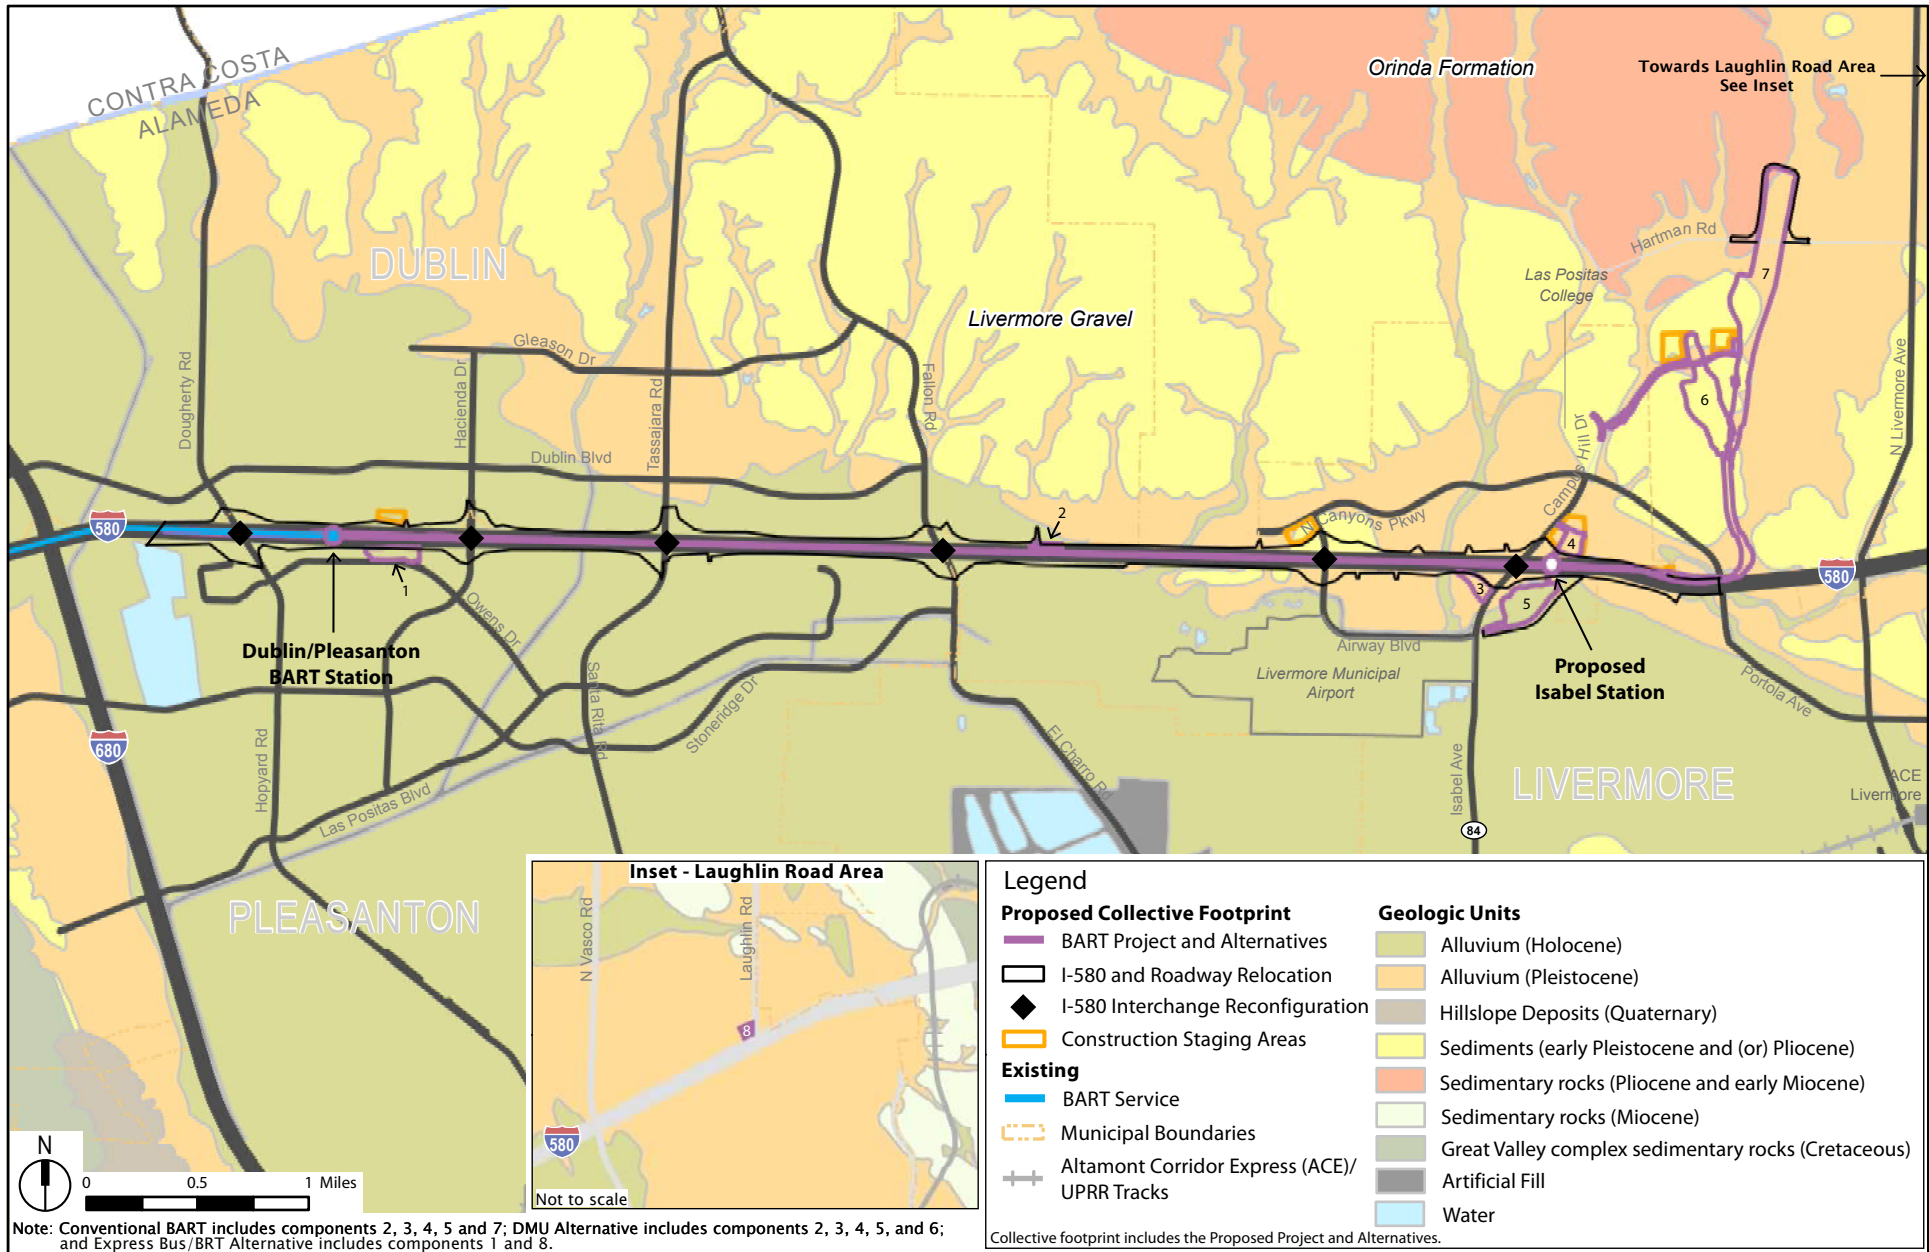 CONTRA COSTA
ALAMEDA
Orinda Formation
Towards Laughlin Road Area
See Inset
DUBLIN
Hartman Rd
7
Las Positas
College
Livermore Gravel
Gleason Dr
Dougherty Rd
Hacienda Dr
Tassajara Rd
Fallon Rd
N Livermore Ave
6
Campus Hill Dr
Dublin Blvd
N Canyons Pkwy
2
580
4
580
1
3
5
Owens Dr
Dublin/Pleasanton
BART Station
Airway Blvd
Proposed
Isabel Station
Livermore Municipal
Airport
Portola Ave
Santa Rita Rd
Stoneridge Dr
680
Hopyard Rd
El Charro Rd
Isabel Ave
LIVERMORE
ACE
Livermore
Las Positas Blvd
84
PLEASANTON
Inset - Laughlin Road Area
N Vasco Rd
Laughlin Rd
8
580
Not to scale
Legend
Proposed Collective Footprint
BART Project and Alternatives
I-580 and Roadway Relocation
I-580 Interchange Reconfiguration
Construction Staging Areas
Existing
BART Service
Municipal Boundaries
Altamont Corridor Express (ACE)/
UPRR Tracks
Geologic Units
Alluvium (Holocene)
Alluvium (Pleistocene)
Hillslope Deposits (Quaternary)
Sediments (early Pleistocene and (or) Pliocene)
Sedimentary rocks (Pliocene and early Miocene)
Sedimentary rocks (Miocene)
Great Valley complex sedimentary rocks (Cretaceous)
Artificial Fill
Water
Collective footprint includes the Proposed Project and Alternatives.
N
0 0.5 1 Miles
Note: Conventional BART includes components 2, 3, 4, 5 and 7; DMU Alternative includes components 2, 3, 4, 5, and 6;
and Express Bus/BRT Alternative includes components 1 and 8.